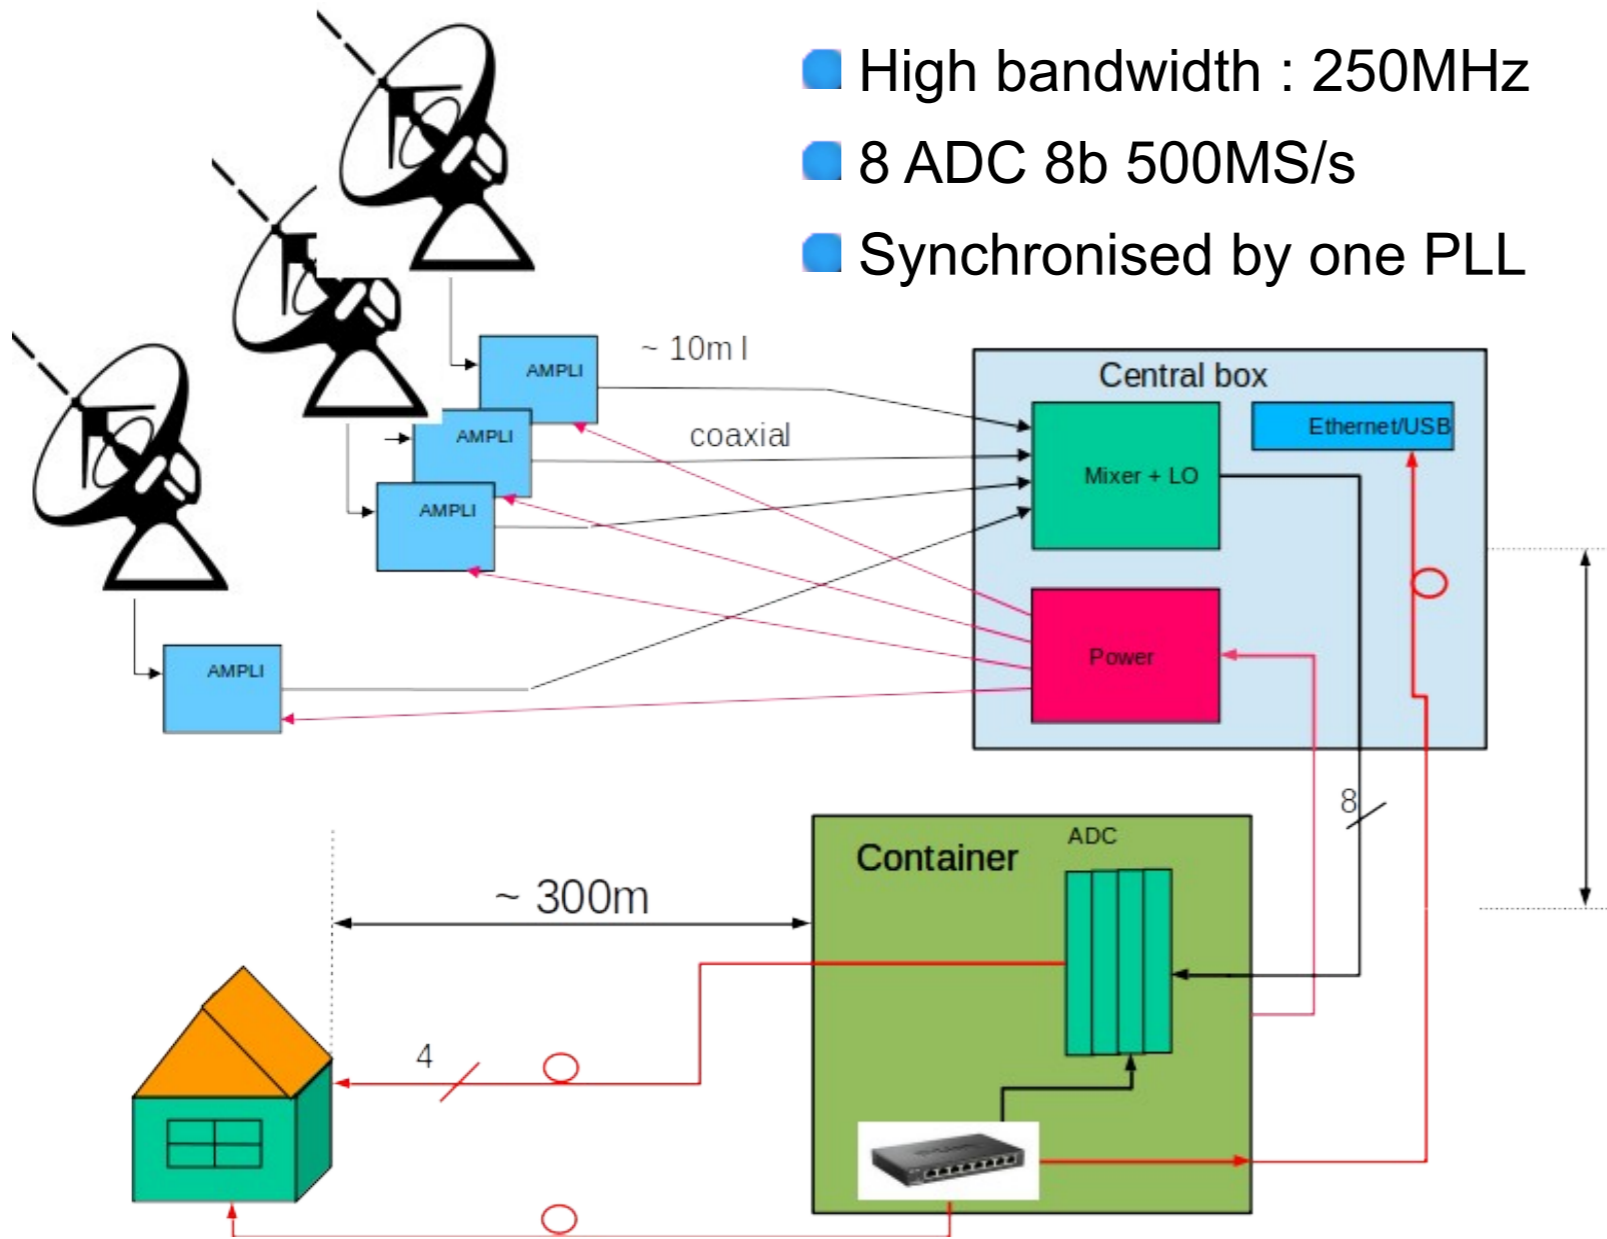 High bandwidth : 250MHz
8 ADC 8b 500MS/s
Synchronised by one PLL
~ 10m l
AMPLI
coaxial
AMPLI
AMPLI
AMPLI
Central box
Ethernet/USB
Mixer + LO
Power
8
ADC
Container
~ 300m
4